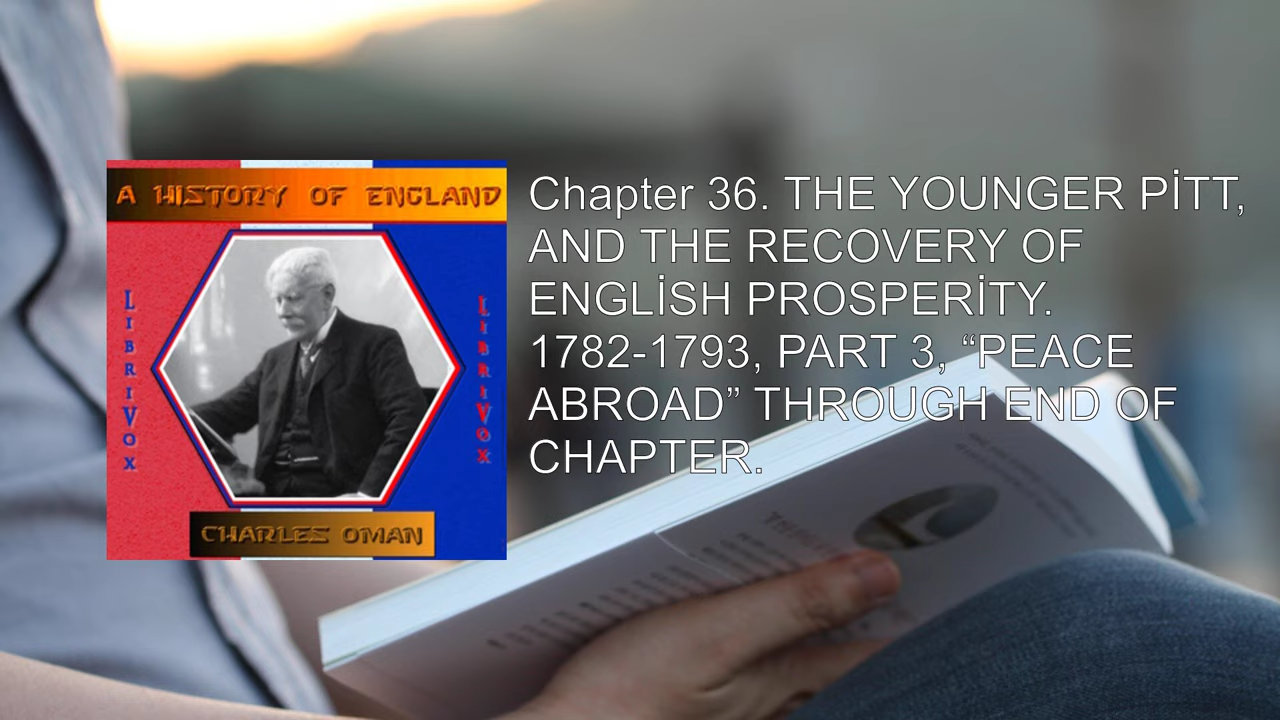 A HISTORY OF ENGLAND
LIBRIVOX
LIBRIVOX
CHARLES OMAN
Chapter 36. THE YOUNGER PİTT,
AND THE RECOVERY OF
ENGLİSH PROSPERİTY.
1782-1793, PART 3, “PEACE
ABROAD” THROUGH END OF
CHAPTER.